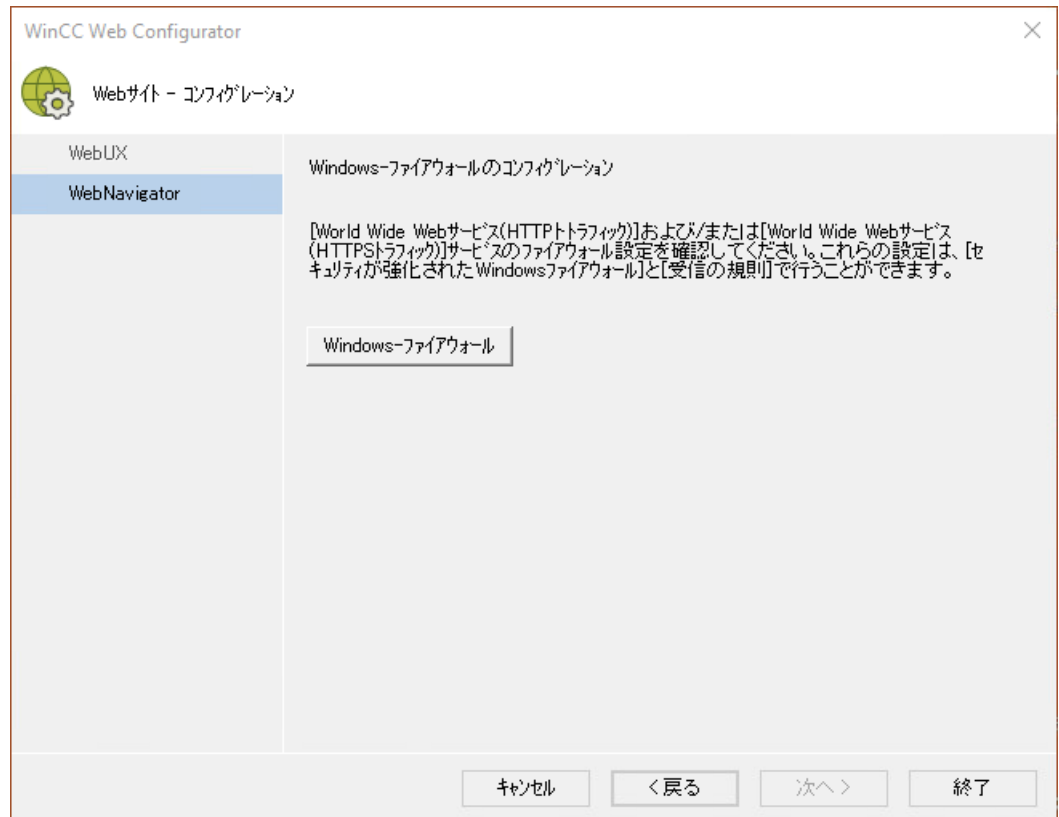 WinCC Web Configurator
Webサイト - コンフィグレーション
WebUX
WebNavigator
Windows-ファイアウォールのコンフィグレーション
[World Wide Webサービス(HTTPトトラフィック)]および/または[World Wide Webサービス
(HTTPSトラフィック)]サービスのファイアウォール設定を確認してください。これらの設定は、[セ
キュリティが強化されたWindowsファイアウォール]と[受信の規則]で行うことができます。
Windows-ファイアウォール
キャンセル
<戻る
次へ>
終了